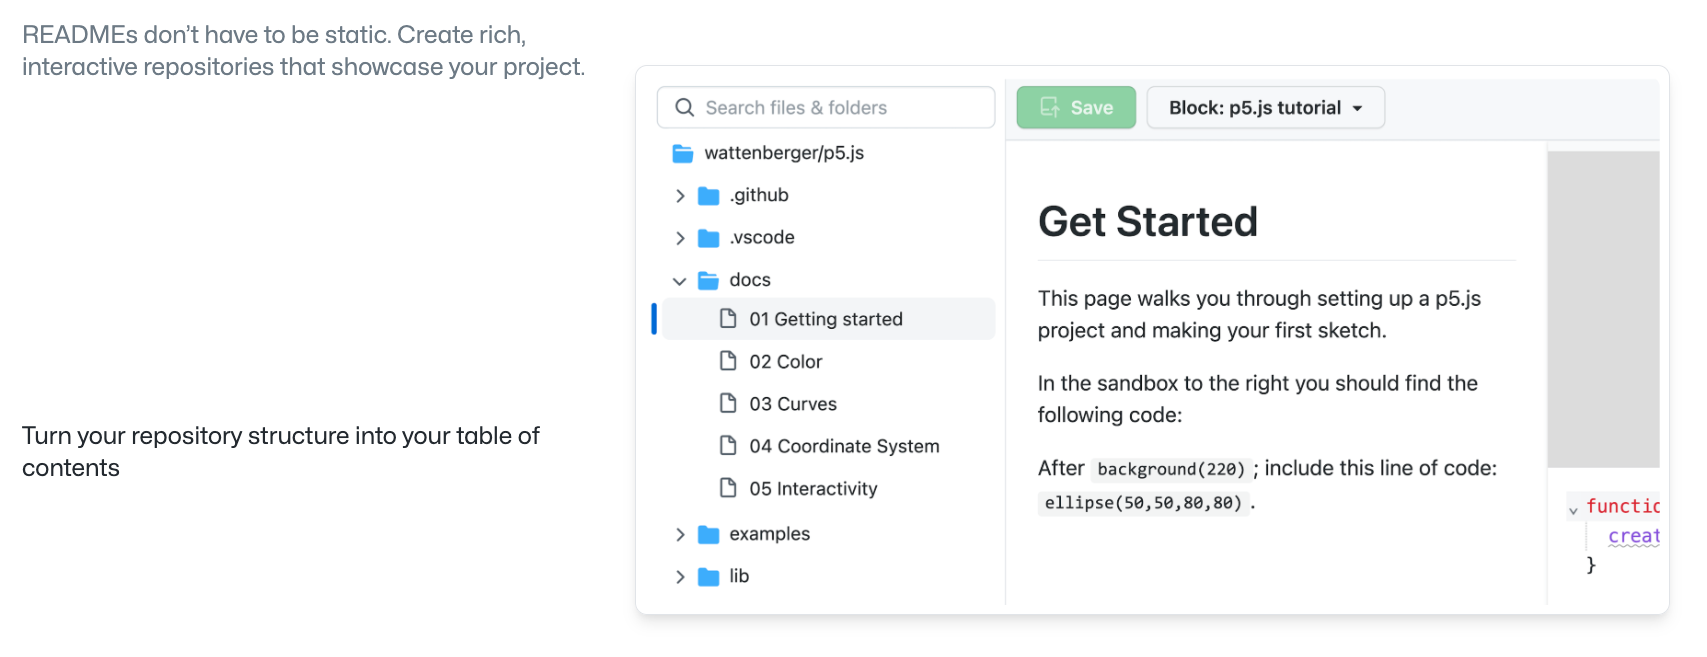 READMEs don’t have to be static. Create rich,
interactive repositories that showcase your project.
Turn your repository structure into your table of
contents
Search files & folders
wattenberger/p5.js
.github
.vscode
docs
01 Getting started
02 Color
03 Curves
04 Coordinate System
05 Interactivity
examples
lib
Save
Block: p5.js tutorial
Get Started
This page walks you through setting up a p5.js
project and making your first sketch.
In the sandbox to the right you should find the
following code:
After background(220) ; include this line of code:
ellipse(50,50,80,80) .
functio
creat
}